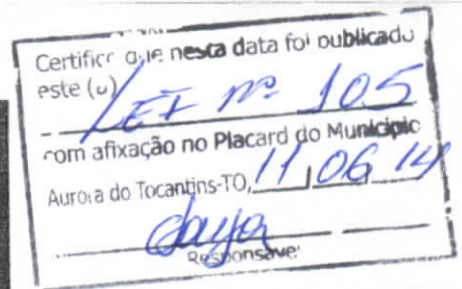 Certifico que nesta data foi publicado
este (a)
LEI nº 105
com afixação no Placard do Município
Aurora do Tocantins-TO, 11/06/14
Responsável